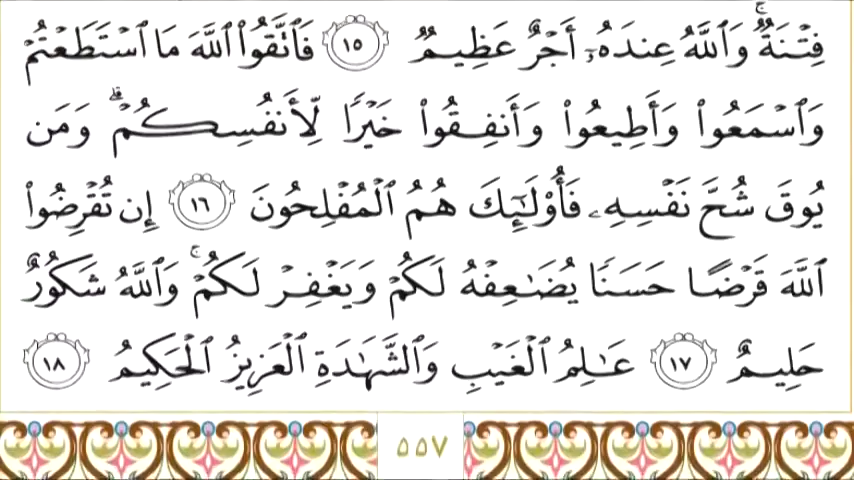 فِتۡنَةٞۚ وَٱللَّهُ عِندَهُۥٓ أَجۡرٌ عَظِيمٞ ١٥ فَٱتَّقُواْ ٱللَّهَ مَا ٱسۡتَطَعۡتُمۡ
وَٱسۡمَعُواْ وَأَطِيعُواْ وَأَنفِقُواْ خَيۡرٗا لِّأَنفُسِكُمۡۗ وَمَن
يُوقَ شُحَّ نَفۡسِهِۦ فَأُوْلَٰٓئِكَ هُمُ ٱلۡمُفۡلِحُونَ ١٦ إِن تُقۡرِضُواْ
ٱللَّهَ قَرۡضًا حَسَنٗا يُضَٰعِفۡهُ لَكُمۡ وَيَغۡفِرۡ لَكُمۡۚ وَٱللَّهُ شَكُورٌ
حَلِيمٌ ١٧ عَٰلِمُ ٱلۡغَيۡبِ وَٱلشَّهَٰدَةِ ٱلۡعَزِيزُ ٱلۡحَكِيمُ ١٨
٥٥٧